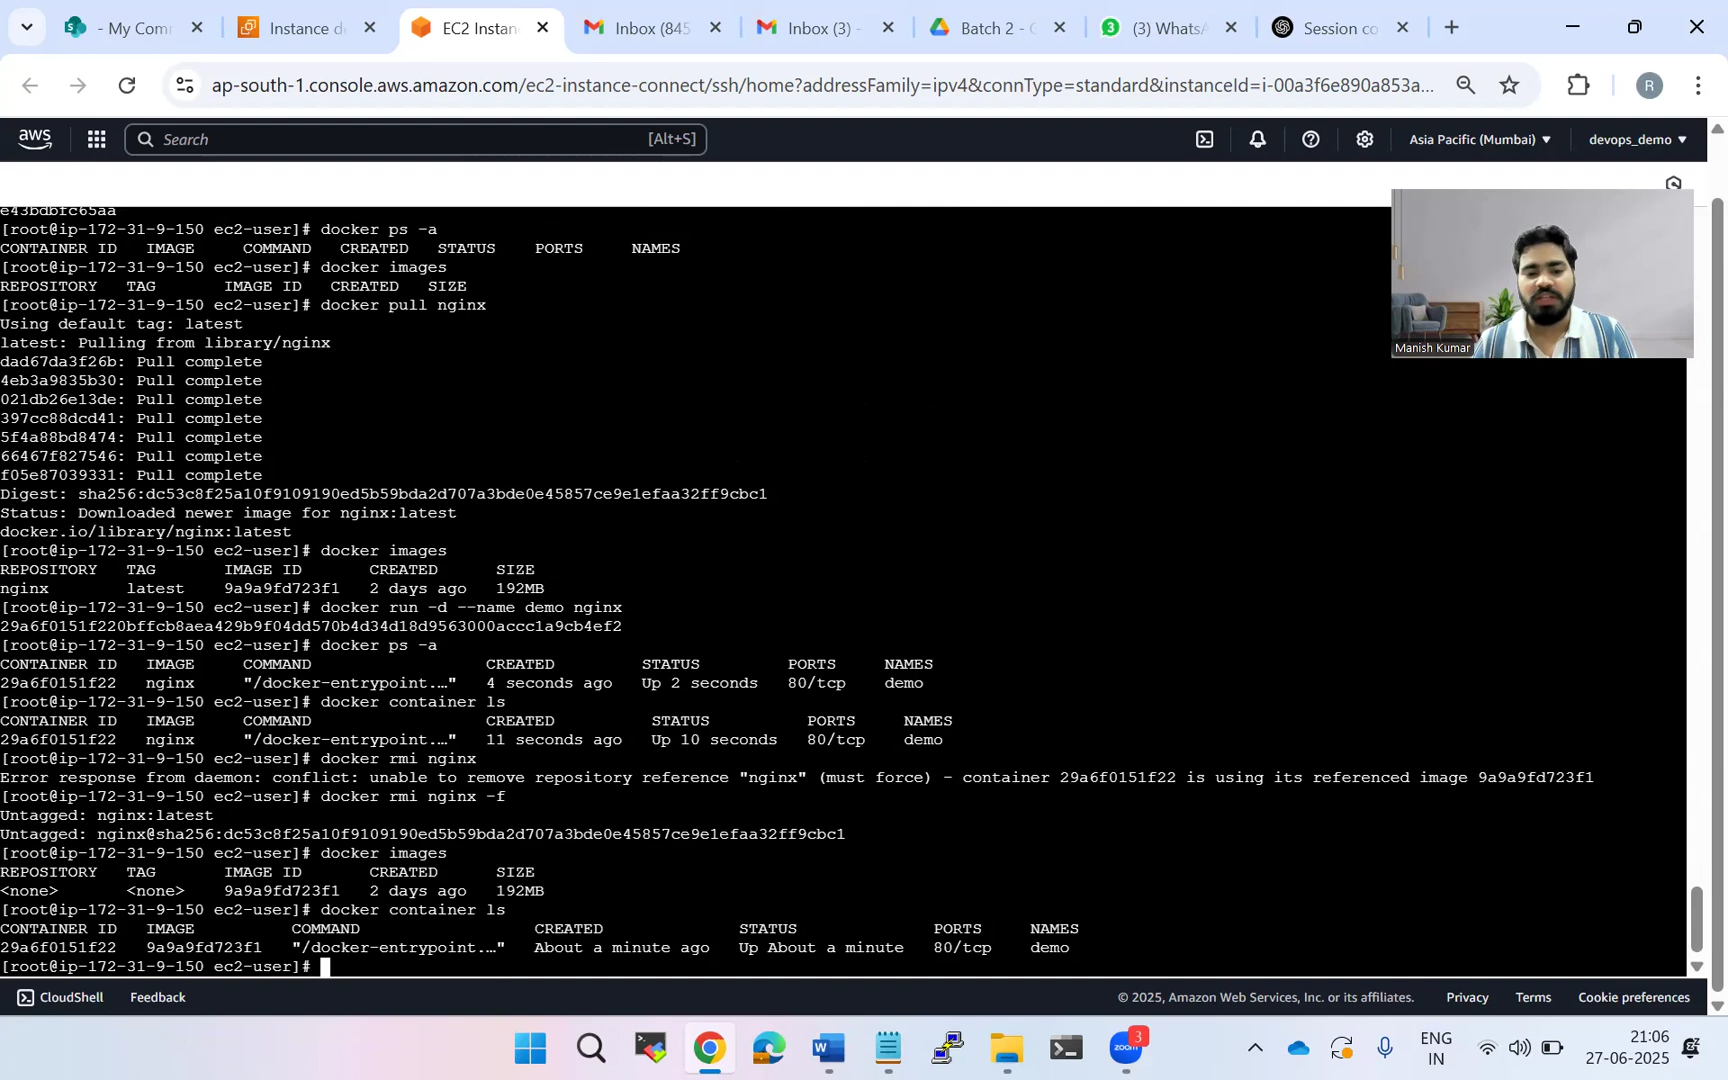 - My Com
Instance d
EC2 Instan
Inbox (845
Inbox (3) -
Batch 2 - G
(3) WhatsA
Session co
ap-south-1.console.aws.amazon.com/ec2-instance-connect/ssh/home?addressFamily=ipv4&connType=standard&instanceId=i-00a3f6e890a853a...
R
aws
Search
[Alt+S]
Asia Pacific (Mumbai)
devops_demo
e43bdbfc65aa
[root@ip-172-31-9-150 ec2-user]# docker ps -a
CONTAINER ID IMAGE COMMAND CREATED STATUS PORTS NAMES
[root@ip-172-31-9-150 ec2-user]# docker images
REPOSITORY TAG IMAGE ID CREATED SIZE
[root@ip-172-31-9-150 ec2-user]# docker pull nginx
Using default tag: latest
latest: Pulling from library/nginx
dad67da3f26b: Pull complete
4eb3a9835b30: Pull complete
021db26e13de: Pull complete
397cc88dcd41: Pull complete
5f4a88bd8474: Pull complete
66467f827546: Pull complete
f05e87039331: Pull complete
Digest: sha256:dc53c8f25a10f9109190ed5b59bda2d707a3bde0e45857ce9e1efaa32ff9cbc1
Status: Downloaded newer image for nginx:latest
docker.io/library/nginx:latest
[root@ip-172-31-9-150 ec2-user]# docker images
REPOSITORY TAG IMAGE ID CREATED SIZE
nginx latest 9a9a9fd723f1 2 days ago 192MB
[root@ip-172-31-9-150 ec2-user]# docker run -d --name demo nginx
29a6f0151f220bffcb8aea429b9f04dd570b4d34d18d9563000accc1a9cb4ef2
[root@ip-172-31-9-150 ec2-user]# docker ps -a
CONTAINER ID IMAGE COMMAND CREATED STATUS PORTS NAMES
29a6f0151f22 nginx "/docker-entrypoint.…" 4 seconds ago Up 2 seconds 80/tcp demo
[root@ip-172-31-9-150 ec2-user]# docker container ls
CONTAINER ID IMAGE COMMAND CREATED STATUS PORTS NAMES
29a6f0151f22 nginx "/docker-entrypoint.…" 11 seconds ago Up 10 seconds 80/tcp demo
[root@ip-172-31-9-150 ec2-user]# docker rmi nginx
Error response from daemon: conflict: unable to remove repository reference "nginx" (must force) - container 29a6f0151f22 is using its referenced image 9a9a9fd723f1
[root@ip-172-31-9-150 ec2-user]# docker rmi nginx -f
Untagged: nginx:latest
Untagged: nginx@sha256:dc53c8f25a10f9109190ed5b59bda2d707a3bde0e45857ce9e1efaa32ff9cbc1
[root@ip-172-31-9-150 ec2-user]# docker images
REPOSITORY TAG IMAGE ID CREATED SIZE
<none> <none> 9a9a9fd723f1 2 days ago 192MB
[root@ip-172-31-9-150 ec2-user]# docker container ls
CONTAINER ID IMAGE COMMAND CREATED STATUS PORTS NAMES
29a6f0151f22 9a9a9fd723f1 "/docker-entrypoint.…" About a minute ago Up About a minute 80/tcp demo
[root@ip-172-31-9-150 ec2-user]#
Manish Kumar
CloudShell
Feedback
© 2025, Amazon Web Services, Inc. or its affiliates.
Privacy
Terms
Cookie preferences
zoom
3
ENG
IN
21:06
27-06-2025